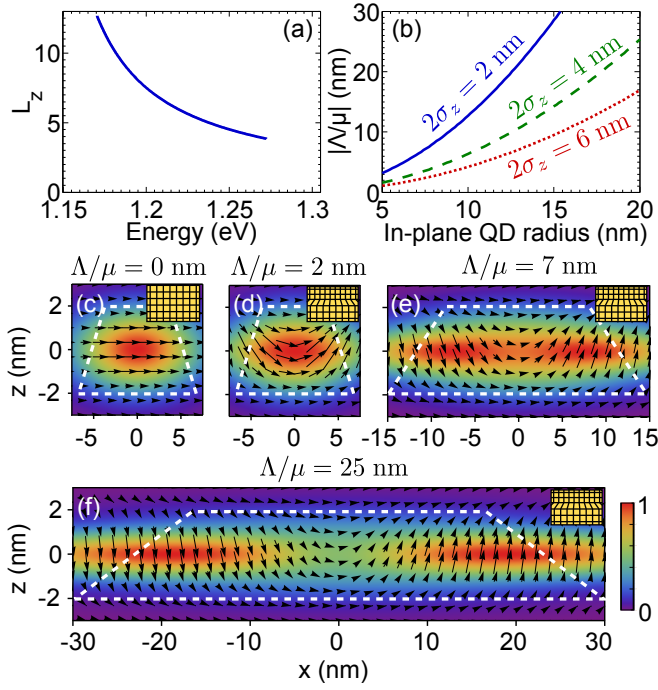 (a)
L_z
10
5
0
1.15 1.2 1.25 1.3
Energy (eV)
(b)
|Λ/μ| (nm)
30
20
10
0
2σ_z = 2 nm
2σ_z = 4 nm
2σ_z = 6 nm
5 10 15 20
In-plane QD radius (nm)
Λ/μ = 0 nm
Λ/μ = 2 nm
Λ/μ = 7 nm
(c)
(d)
(e)
z (nm)
2
0
-2
-5 0 5
-5 0 5
-15 -10 -5 0 5 10 15
Λ/μ = 25 nm
(f)
z (nm)
2
0
-2
-30 -20 -10 0 10 20 30
x (nm)
1
0